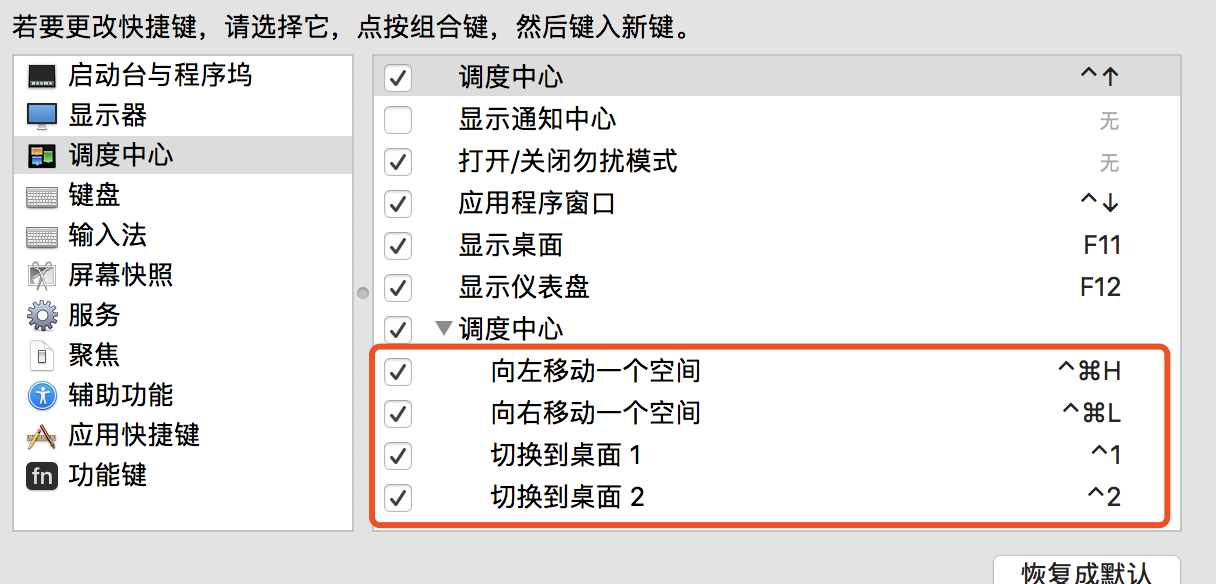 若要更改快捷键，请选择它，点按组合键，然后键入新键。
启动台与程序坞
显示器
调度中心
键盘
输入法
屏幕快照
服务
聚焦
辅助功能
应用快捷键
fn 功能键
调度中心 ^↑
显示通知中心 无
打开/关闭勿扰模式 无
应用程序窗口 ^↓
显示桌面 F11
显示仪表盘 F12
调度中心
向左移动一个空间 ^⌘H
向右移动一个空间 ^⌘L
切换到桌面 1 ^1
切换到桌面 2 ^2
恢复成默认